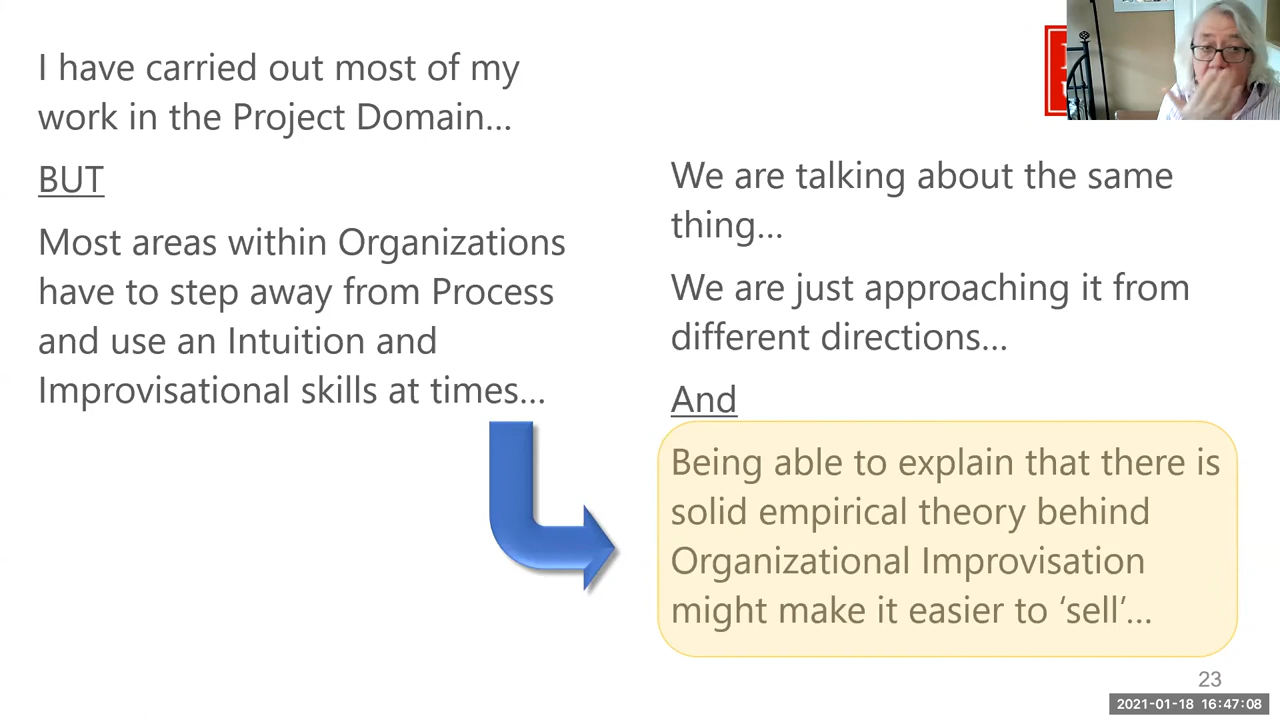 I have carried out most of my
work in the Project Domain...
BUT
Most areas within Organizations
have to step away from Process
and use an Intuition and
Improvisational skills at times...
We are talking about the same
thing...
We are just approaching it from
different directions...
And
Being able to explain that there is
solid empirical theory behind
Organizational Improvisation
might make it easier to ‘sell’...
23
2021-01-18 16:47:08